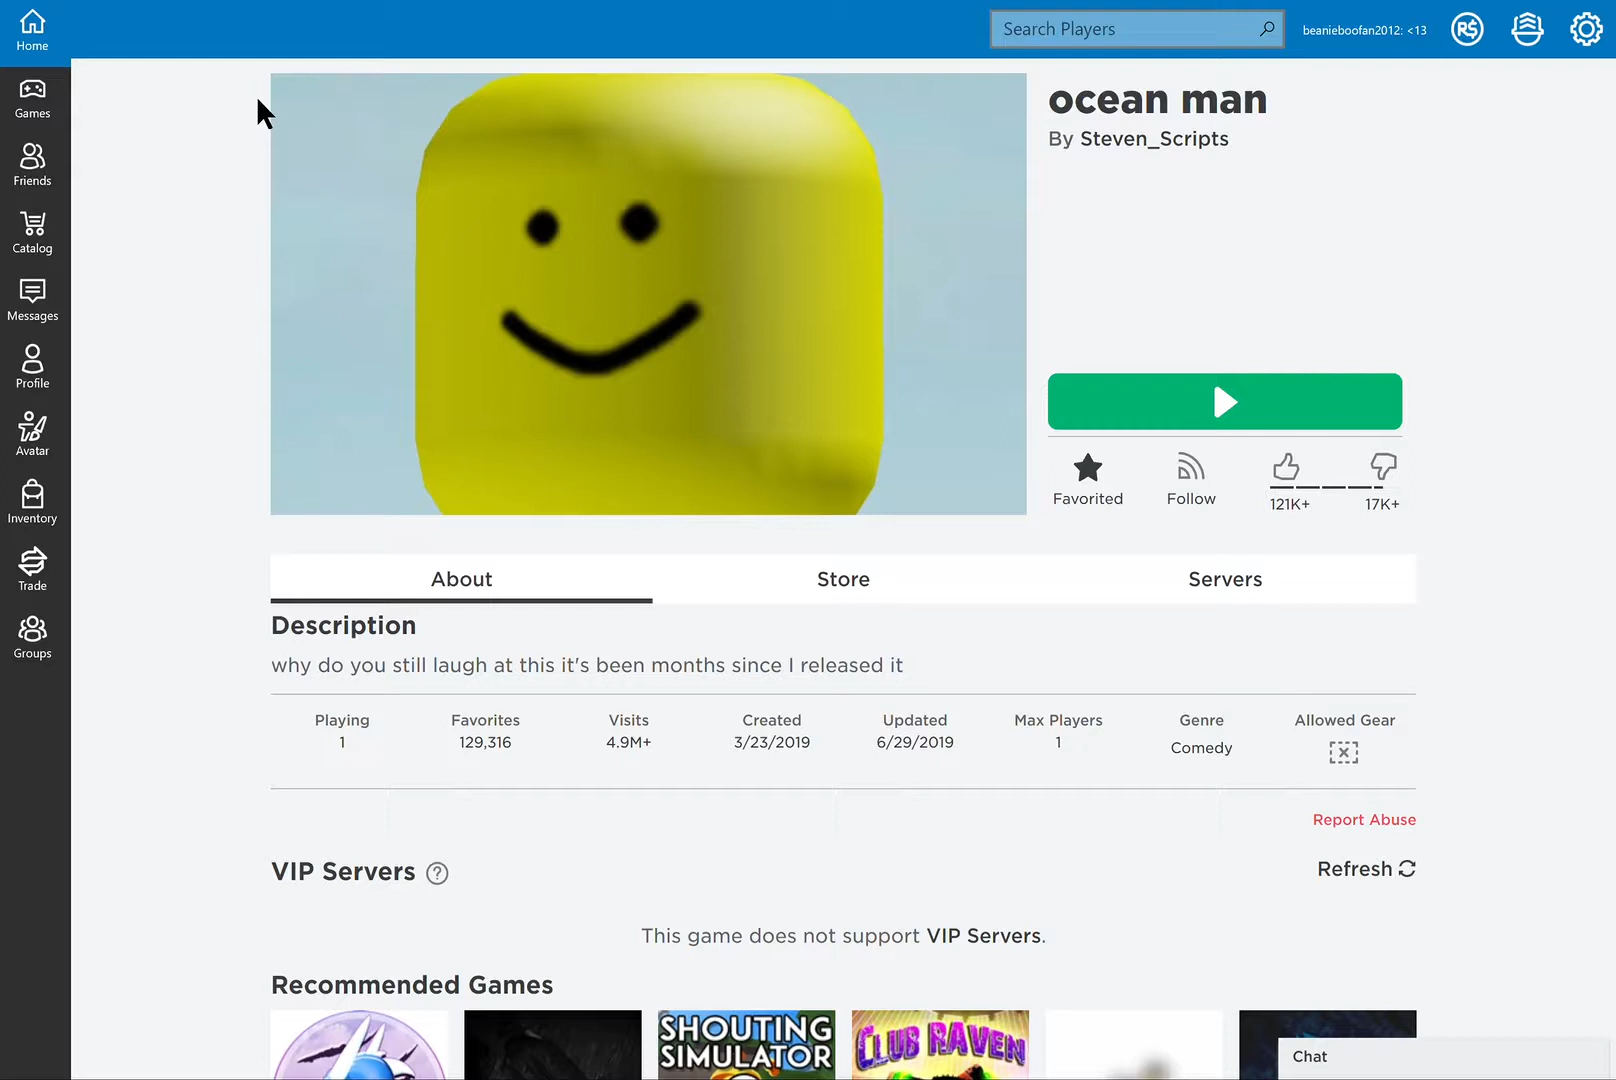 Home
Search Players
beanieboofan2012: <13
R$
Games
Friends
Catalog
Messages
Profile
Avatar
Inventory
Trade
Groups
ocean man
By Steven_Scripts
Favorited
Follow
121K+
17K+
About
Store
Servers
Description
why do you still laugh at this it's been months since I released it
Playing
1
Favorites
129,316
Visits
4.9M+
Created
3/23/2019
Updated
6/29/2019
Max Players
1
Genre
Comedy
Allowed Gear
Report Abuse
VIP Servers ?
Refresh
This game does not support VIP Servers.
Recommended Games
SHOUTING
SIMULATOR
CLUB RAVEN
Chat